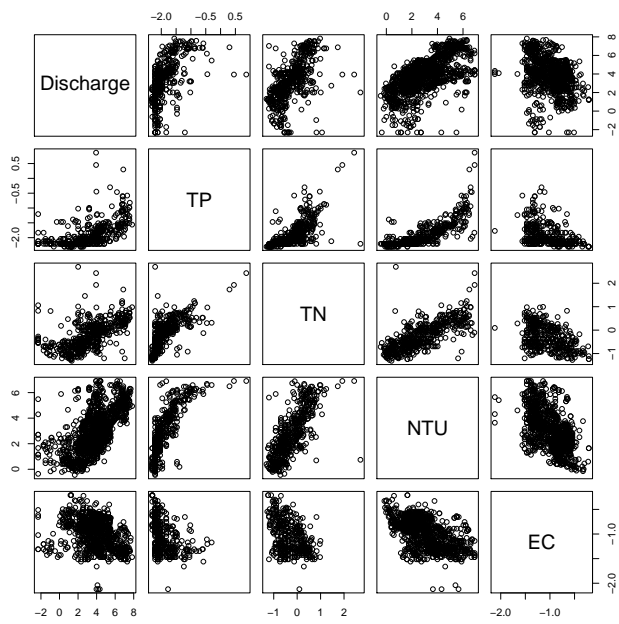 −2.0 −0.5 0.5 0 2 4 6
Discharge −2 0 2 4 6 8
−2.0 −0.5 0.5 TP
TN −1 0 1 2
0 2 4 6 NTU
EC −2.0 −1.0
−2 0 2 4 6 8 −1 0 1 2 −2.0 −1.0